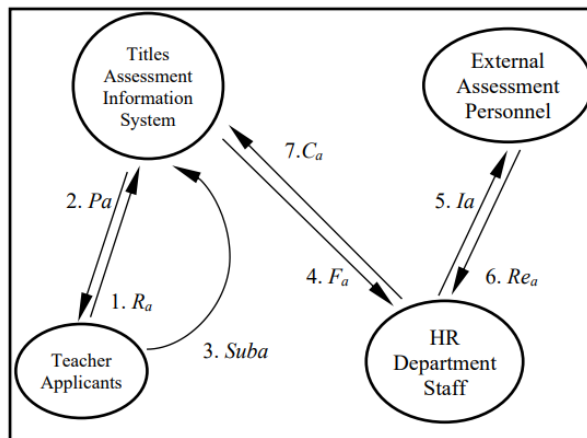 Titles
Assessment
Information
System
External
Assessment
Personnel
7.Ca
2. Pa
5. Ia
4. Fa
6. Rea
1. Ra
3. Suba
Teacher
Applicants
HR
Department
Staff